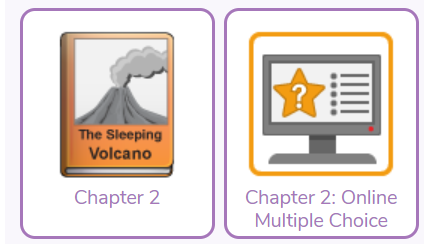 The Sleeping
Volcano
Chapter 2
?
Chapter 2: Online
Multiple Choice